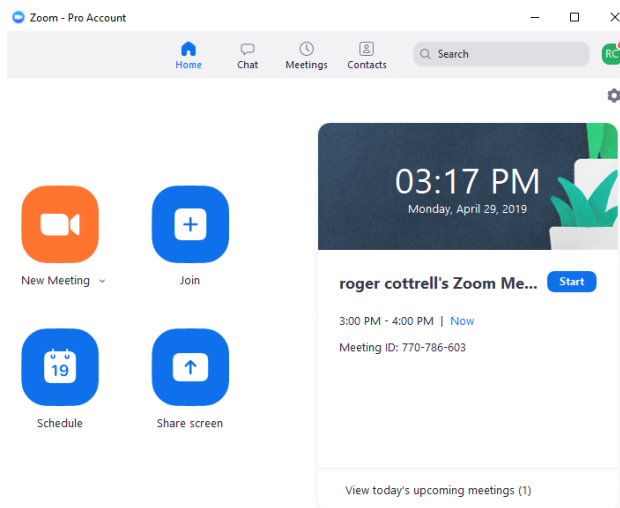 Zoom - Pro Account
Home Chat Meetings Contacts Search RC
03:17 PM
Monday, April 29, 2019
New Meeting Join
roger cottrell's Zoom Me... Start
3:00 PM - 4:00 PM | Now
Meeting ID: 770-786-603
19
Schedule Share screen
View today's upcoming meetings (1)